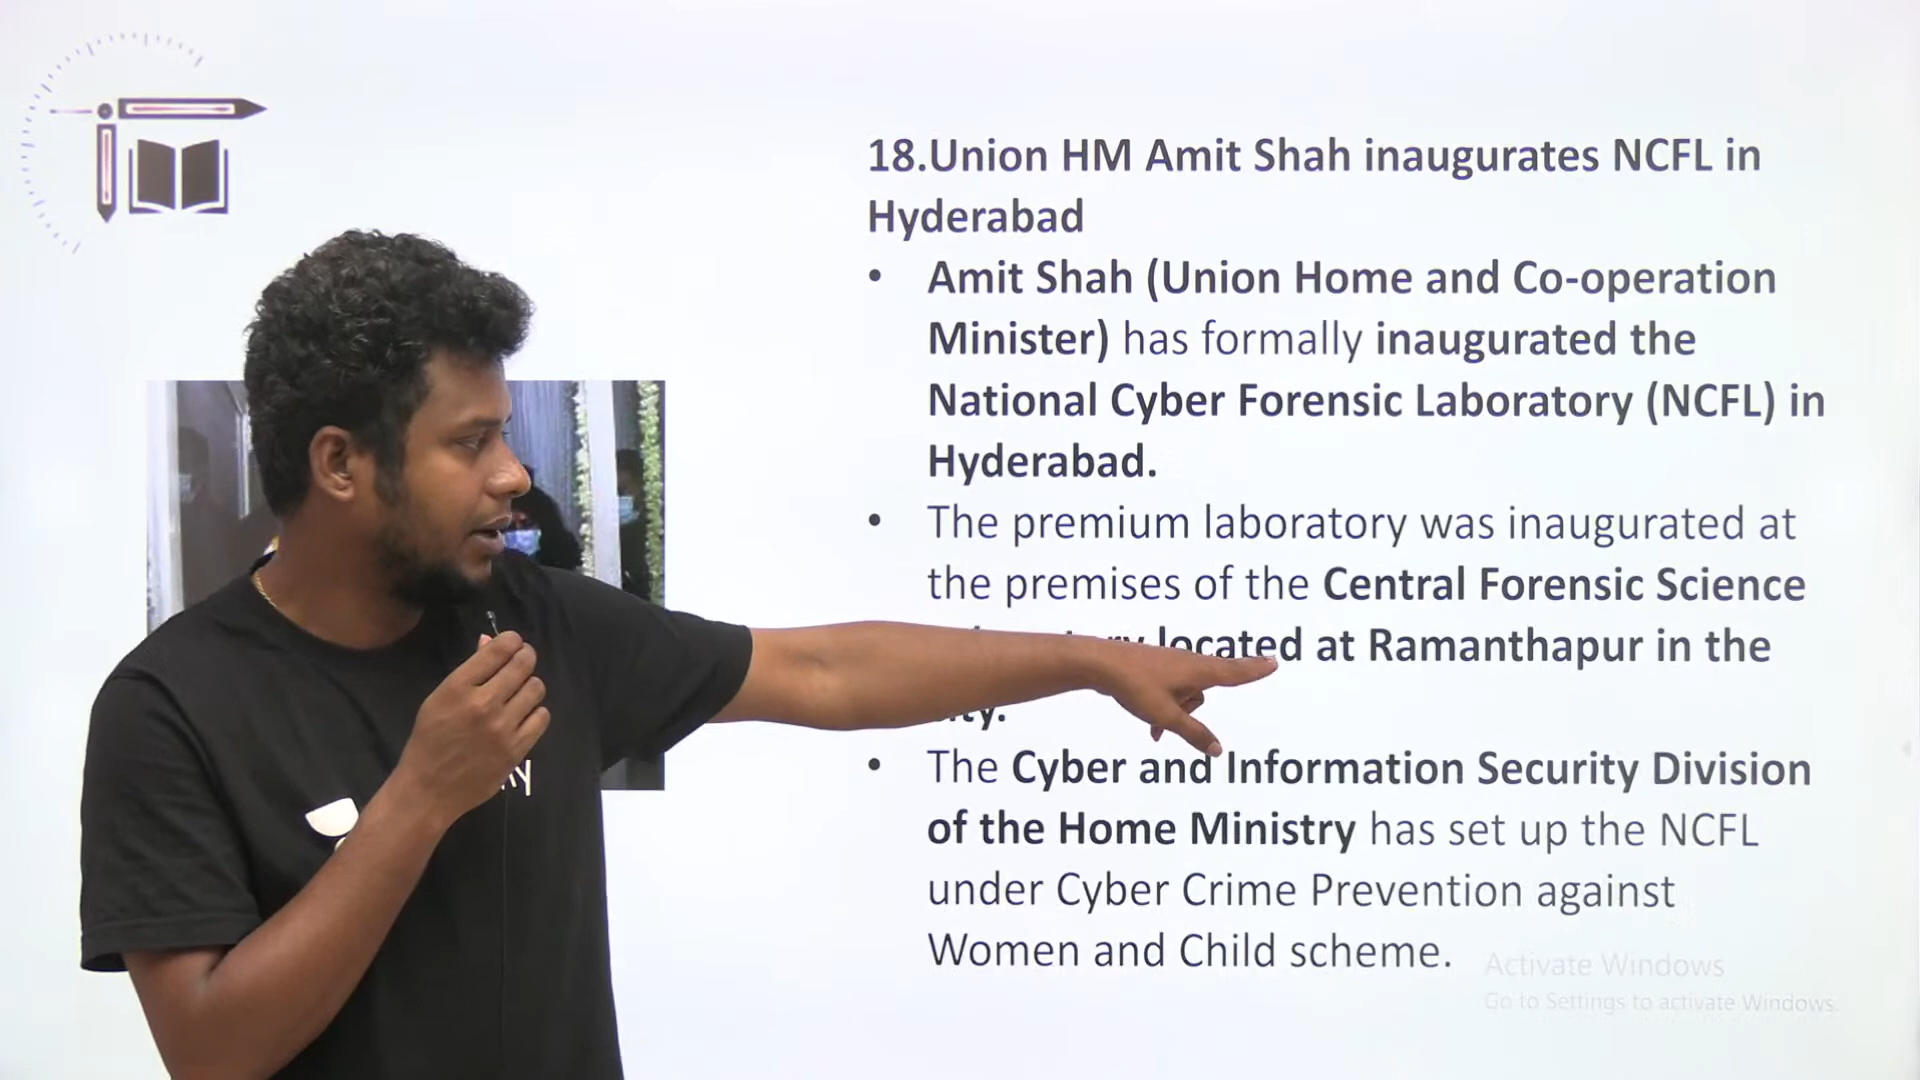 18.Union HM Amit Shah inaugurates NCFL in
Hyderabad
• Amit Shah (Union Home and Co-operation
Minister) has formally inaugurated the
National Cyber Forensic Laboratory (NCFL) in
Hyderabad.
• The premium laboratory was inaugurated at
the premises of the Central Forensic Science
located at Ramanthapur in the
• The Cyber and Information Security Division
of the Home Ministry has set up the NCFL
under Cyber Crime Prevention against
Women and Child scheme.
Activate Windows
Go to Settings to activate Windows.